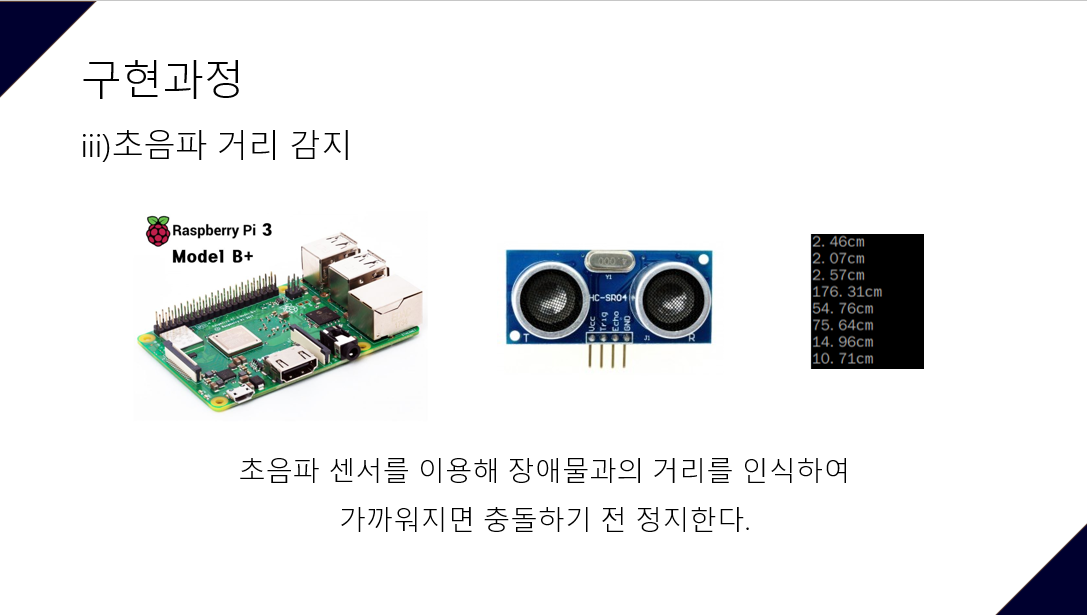 구현과정
iii)초음파 거리 감지
Raspberry Pi 3
Model B+
HC-SR04
Vcc
Trig
Echo
GND
T
Y1
J1
R
2. 46cm
2. 07cm
2. 57cm
176. 31cm
54. 76cm
75. 64cm
14. 96cm
10. 71cm
초음파 센서를 이용해 장애물과의 거리를 인식하여
가까워지면 충돌하기 전 정지한다.